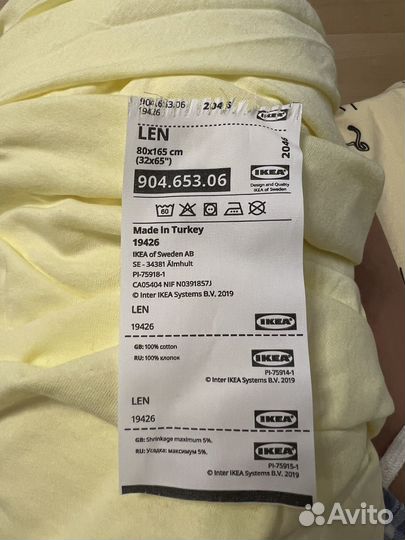 904.653.06 2046
19426 IKEA
LEN
80x165 cm
(32x65")
2046
904.653.06
IKEA
Design and Quality
IKEA of Sweden
60
Made in Turkey
19426
IKEA of Sweden AB
SE - 34381 Älmhult
PI-75918-1
CA05404 NIF N0391857J
© Inter IKEA Systems B.V. 2019
LEN
19426 IKEA
GB: 100% cotton
RU: 100% хлопок
IKEA
PI-75914-1
© Inter IKEA Systems B.V. 2019
LEN
19426 IKEA
GB: Shrinkage maximum 5%.
RU: Усадка: максимум 5%.
IKEA
PI-75915-1
© Inter IKEA Systems B.V. 2019
Avito